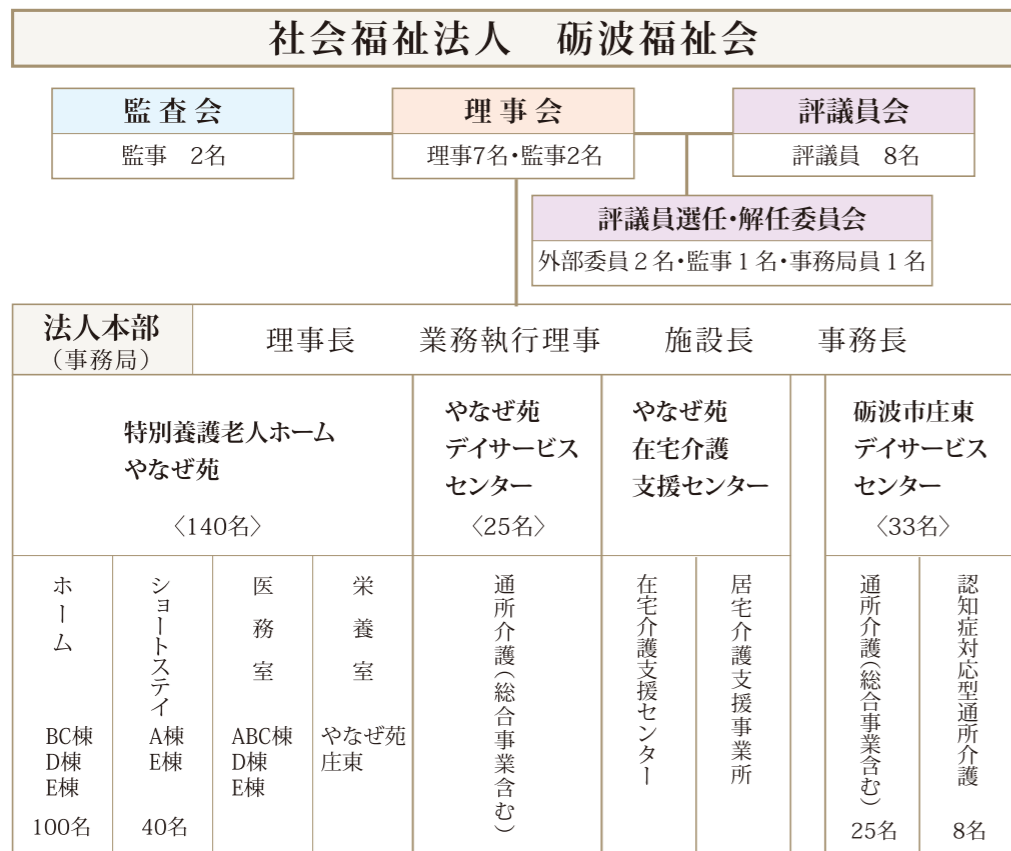 社会福祉法人　砺波福祉会
監査会
監事　2名
理事会
理事7名・監事2名
評議員会
評議員　8名
評議員選任・解任委員会
外部委員２名・監事１名・事務局員１名
法人本部
（事務局）
理事長　業務執行理事　施設長　事務長
特別養護老人ホーム
やなぜ苑
〈140名〉
やなぜ苑
デイサービス
センター
〈25名〉
やなぜ苑
在宅介護
支援センター
砺波市庄東
デイサービス
センター
〈33名〉
ホーム
BC棟
D棟
E棟
100名
ショートステイ
A棟
E棟
40名
医務室
ABC棟
D棟
E棟
栄養室
やなぜ苑
庄東
通所介護（総合事業含む）
在宅介護支援センター
居宅介護支援事業所
通所介護（総合事業含む）
25名
認知症対応型通所介護
8名